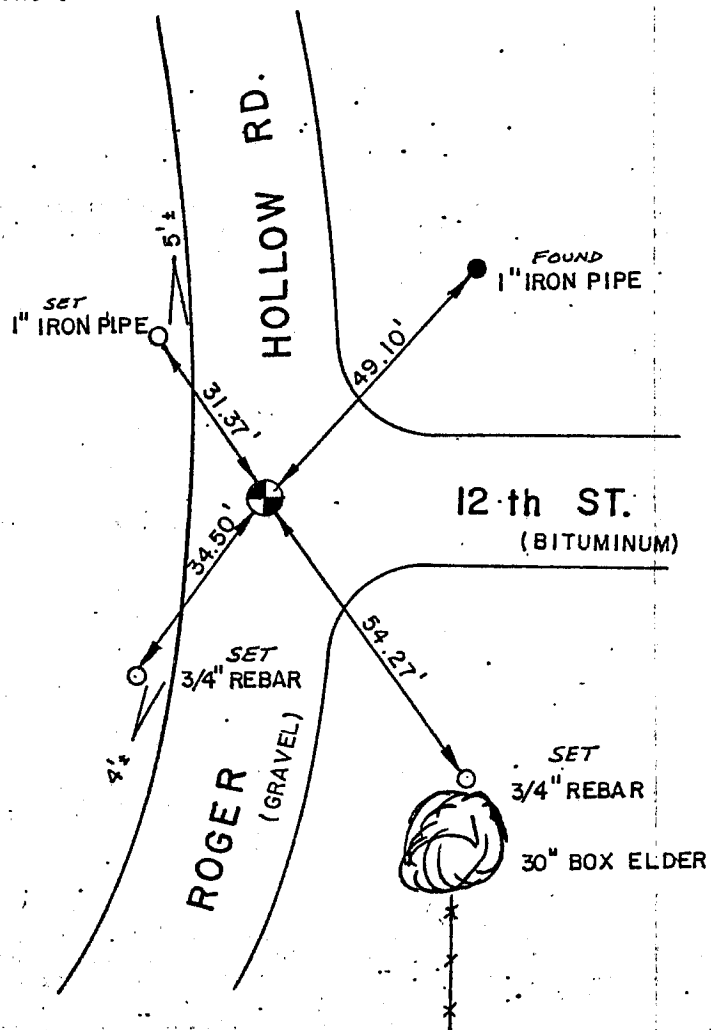 HOLLOW RD.
5'±
FOUND
1" IRON PIPE
SET
1" IRON PIPE
49.10'
31.37'
12 th ST.
(BITUMINUM)
34.50'
54.27'
SET
3/4" REBAR
4'±
ROGER
(GRAVEL)
SET
3/4" REBAR
30" BOX ELDER